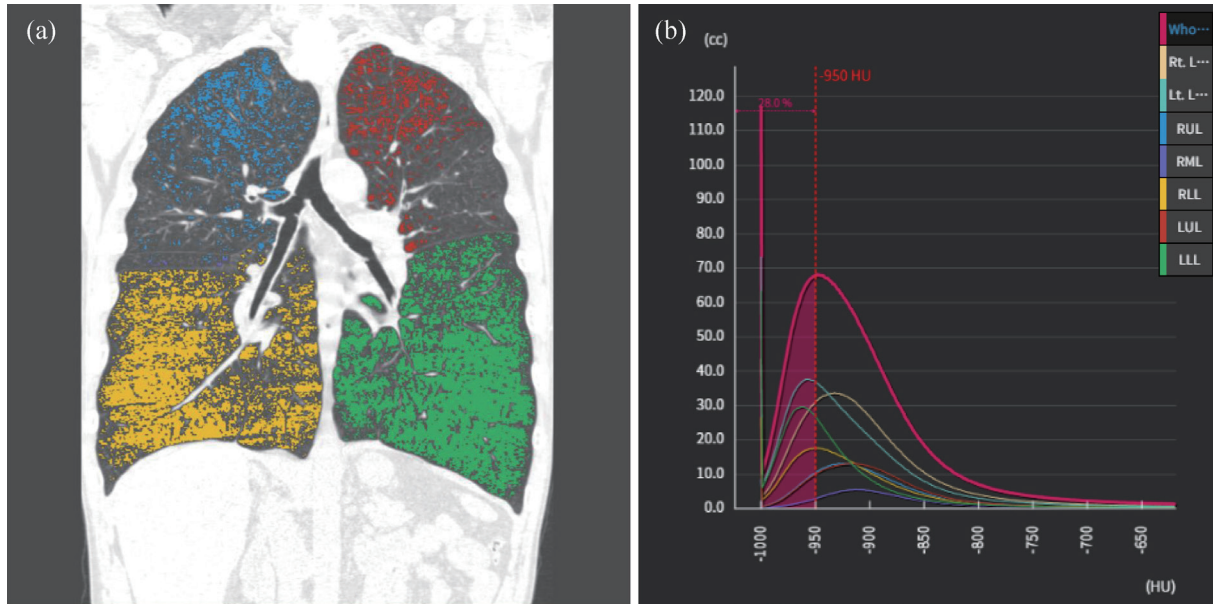 (a)
(b)
(cc)
-950 HU
28.0 %
120.0
110.0
100.0
90.0
80.0
70.0
60.0
50.0
40.0
30.0
20.0
10.0
0.0
-1000
-950
-900
-850
-800
-750
-700
-650
(HU)
Who···
Rt. L···
Lt. L···
RUL
RML
RLL
LUL
LLL